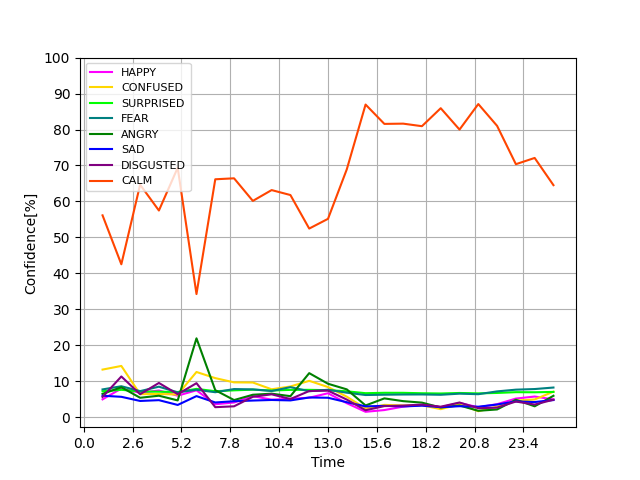 HAPPY
CONFUSED
SURPRISED
FEAR
ANGRY
SAD
DISGUSTED
CALM
100
90
80
70
60
50
40
30
20
10
0
Confidence[%]
0.0 2.6 5.2 7.8 10.4 13.0 15.6 18.2 20.8 23.4
Time